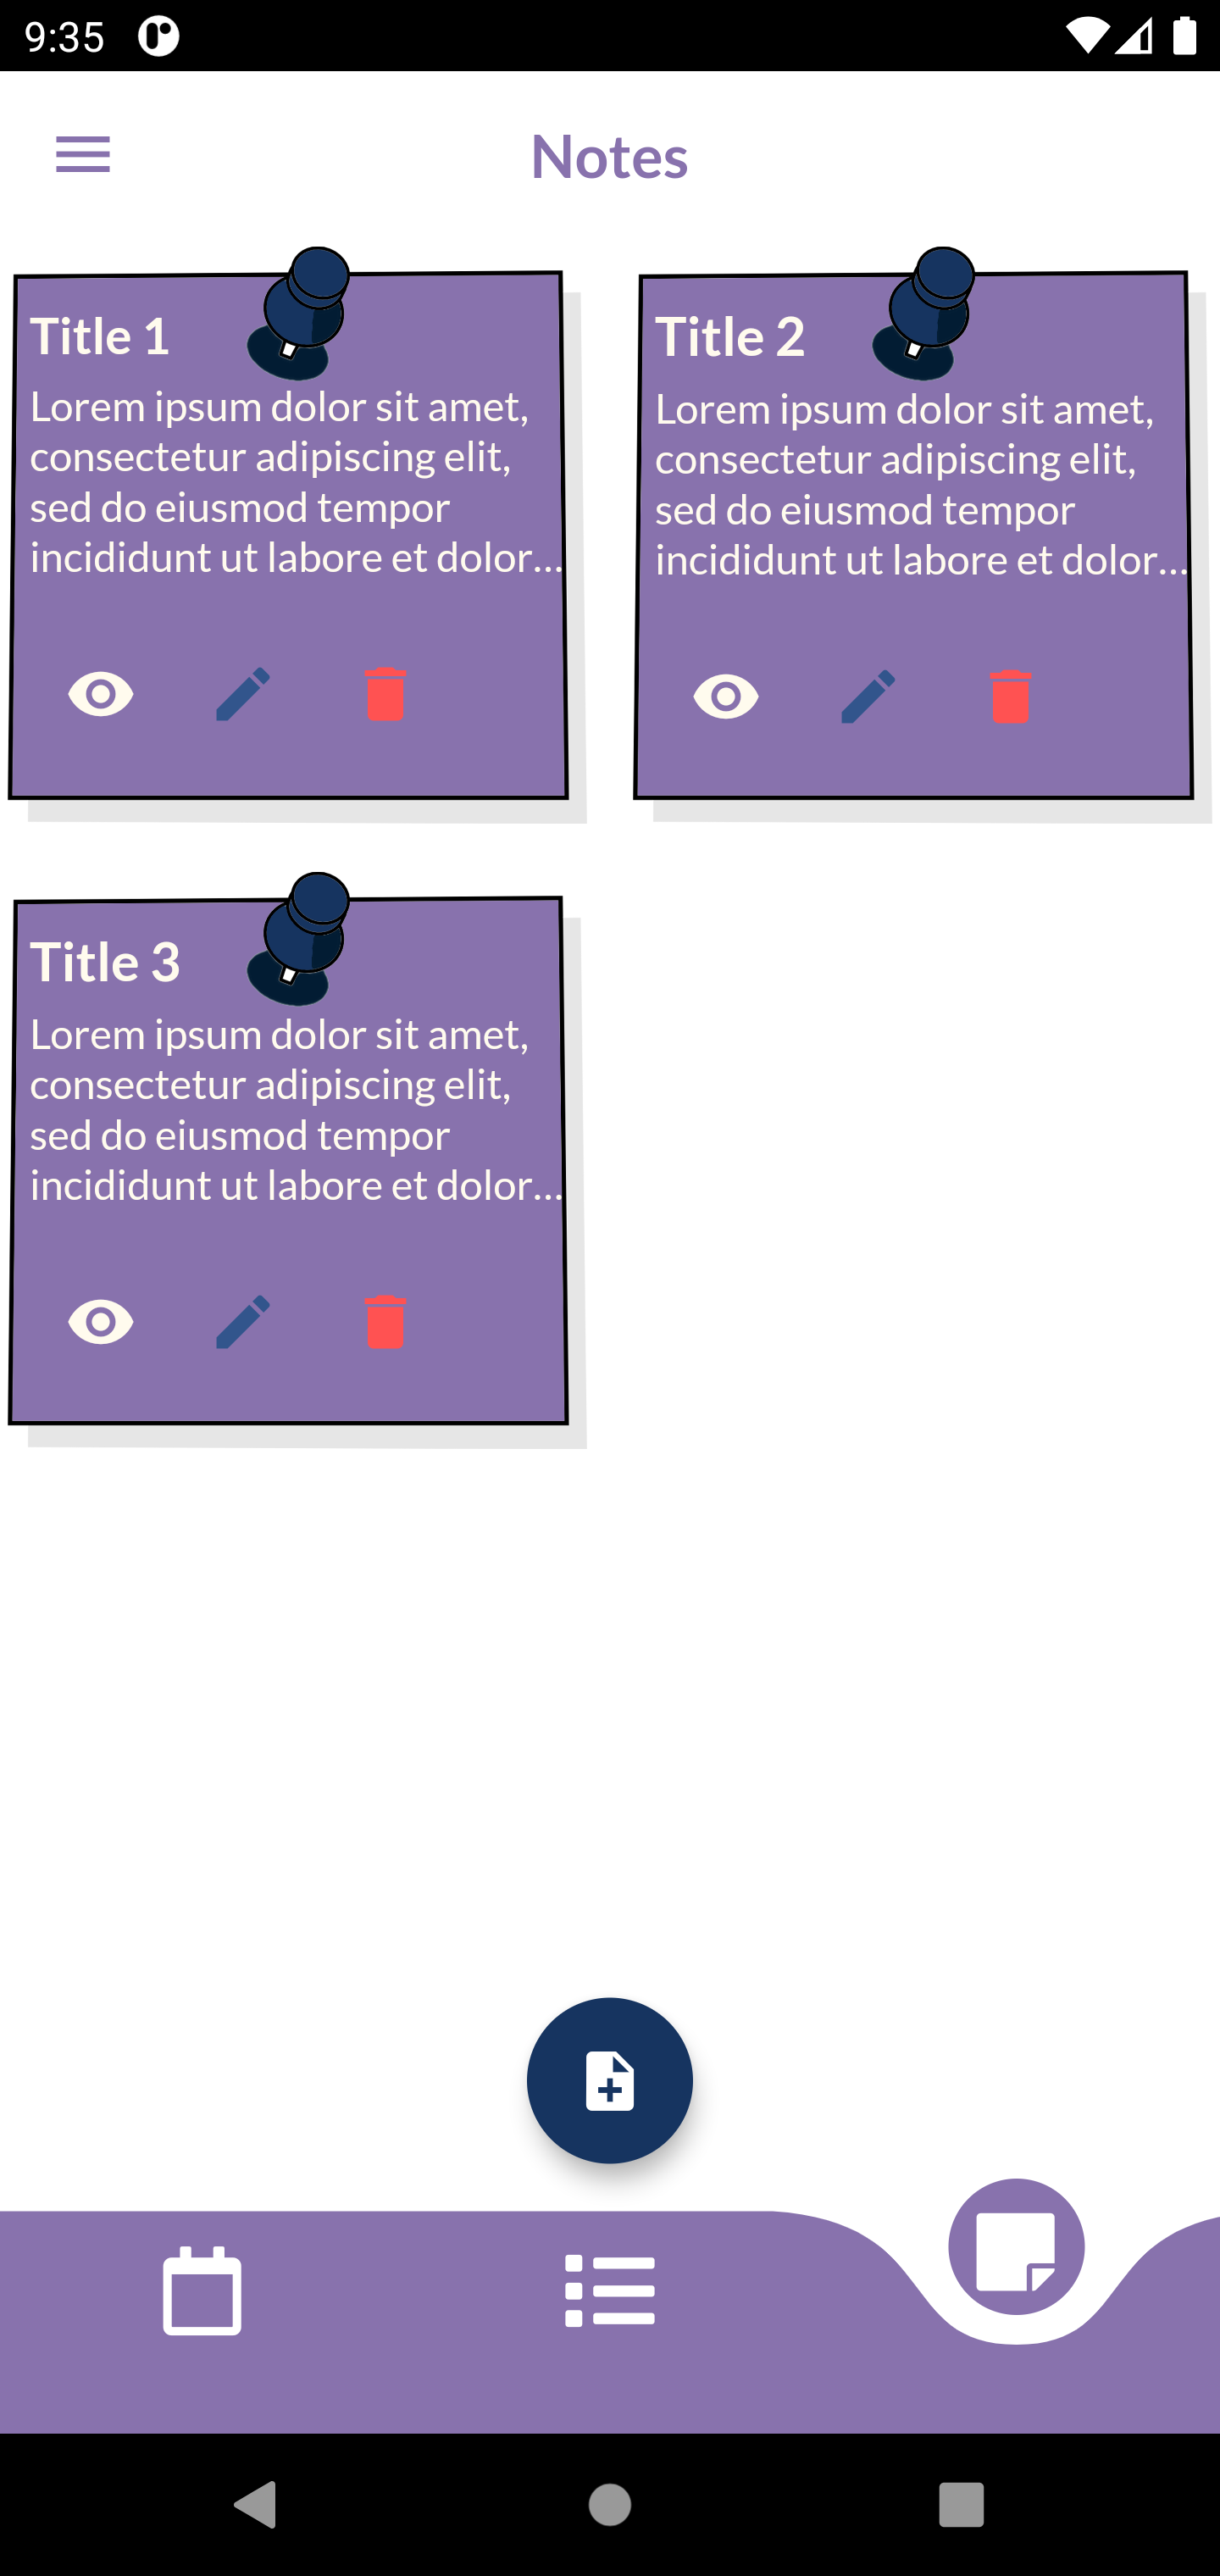 9:35
Notes
Title 1
Lorem ipsum dolor sit amet,
consectetur adipiscing elit,
sed do eiusmod tempor
incididunt ut labore et dolor...
Title 2
Lorem ipsum dolor sit amet,
consectetur adipiscing elit,
sed do eiusmod tempor
incididunt ut labore et dolor...
Title 3
Lorem ipsum dolor sit amet,
consectetur adipiscing elit,
sed do eiusmod tempor
incididunt ut labore et dolor...